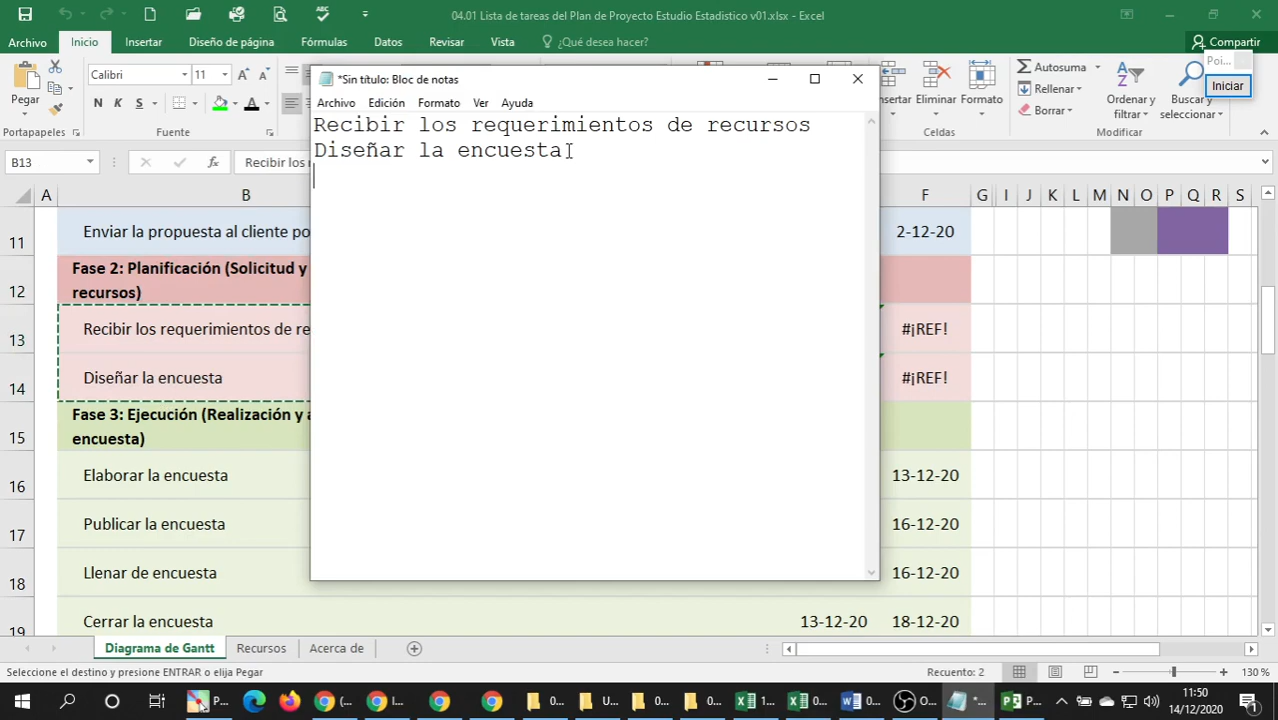 04.01 Lista de tareas del Plan de Proyecto Estudio Estadistico v01.xlsx - Excel
Archivo Inicio Insertar Diseño de página Fórmulas Datos Revisar Vista ¿Qué desea hacer? Compartir
Poi...
Iniciar
Pegar
Calibri 11
N K S
Portapapeles
Fuente
Insertar Eliminar Formato
Celdas
Autosuma
Rellenar
Borrar
Ordenar y filtrar
Buscar y seleccionar
Modificar
*Sin título: Bloc de notas
Archivo Edición Formato Ver Ayuda
Recibir los requerimientos de recursos
Diseñar la encuesta
B13 fx Recibir los
A B F G I J K L M N O P Q R S
11 Enviar la propuesta al cliente po 2-12-20
12 Fase 2: Planificación (Solicitud y
recursos)
13 Recibir los requerimientos de re #¡REF!
14 Diseñar la encuesta #¡REF!
15 Fase 3: Ejecución (Realización y a
encuesta)
16 Elaborar la encuesta 13-12-20
17 Publicar la encuesta 16-12-20
18 Llenar de encuesta 16-12-20
19 Cerrar la encuesta 13-12-20 18-12-20
Diagrama de Gantt Recursos Acerca de
Seleccione el destino y presione ENTRAR o elija Pegar Recuento: 2 130 %
P... (... I... 0... U... 0... 0... 1... 0... 0... O... *... P...
11:50
14/12/2020